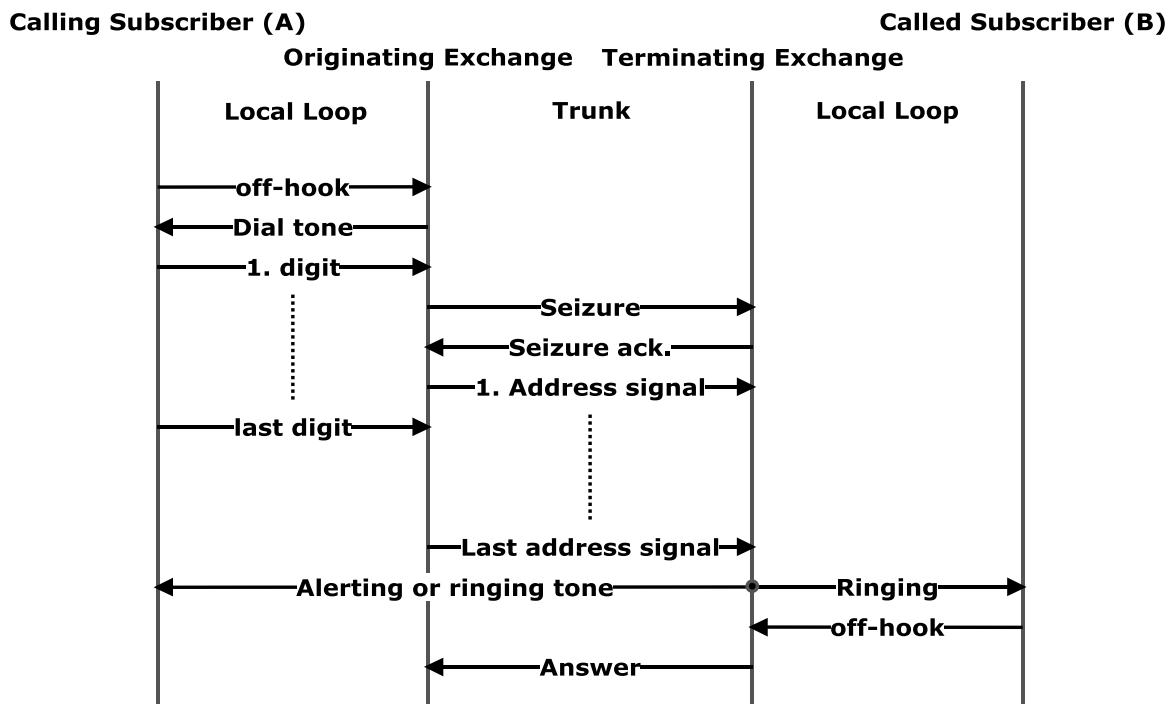 Calling Subscriber (A)
Called Subscriber (B)
Originating Exchange
Terminating Exchange
Local Loop
Trunk
Local Loop
off-hook
Dial tone
1. digit
Seizure
Seizure ack.
1. Address signal
last digit
Last address signal
Alerting or ringing tone
Ringing
off-hook
Answer